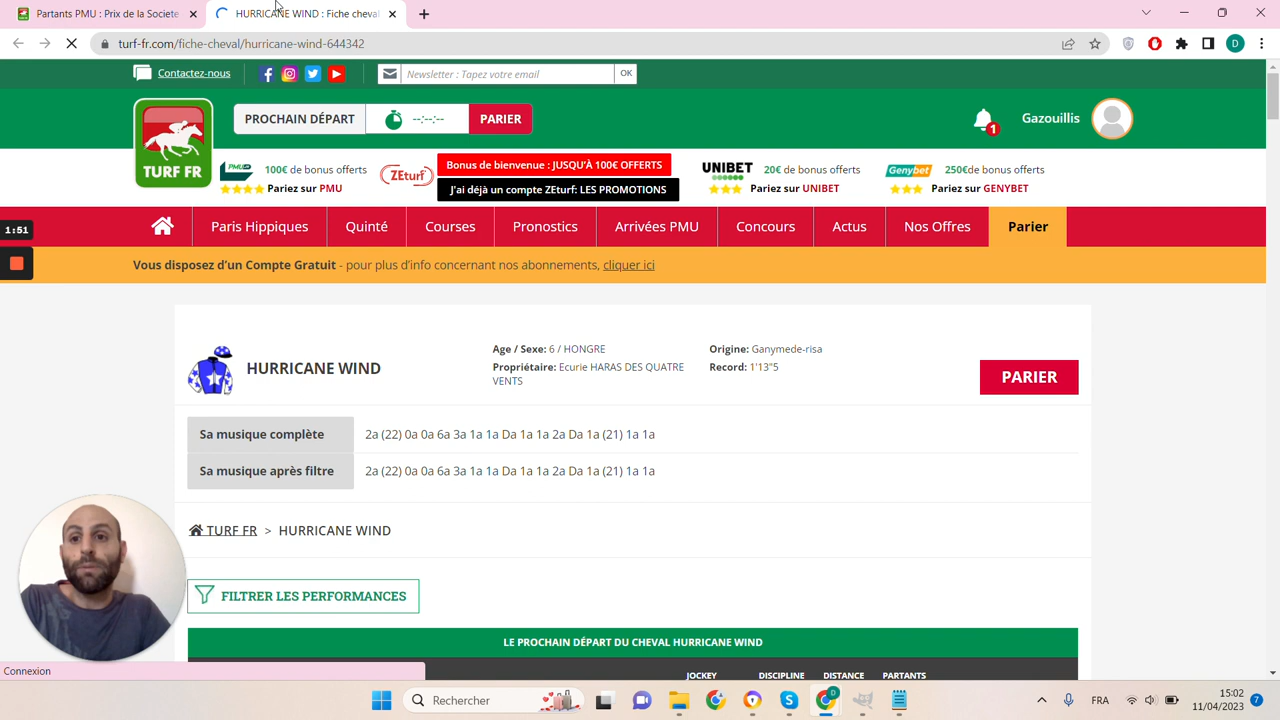 Partants PMU : Prix de la Societe
HURRICANE WIND : Fiche cheval
turf-fr.com/fiche-cheval/hurricane-wind-644342
D
Contactez-nous
Newsletter : Tapez votre email
OK
TURF FR
PROCHAIN DÉPART
--:--:--
PARIER
1
Gazouillis
PMU
100€ de bonus offerts
Pariez sur PMU
ZEturf
Bonus de bienvenue : JUSQU'À 100€ OFFERTS
J'ai déjà un compte ZEturf: LES PROMOTIONS
UNIBET
20€ de bonus offerts
Pariez sur UNIBET
Genybet
250€de bonus offerts
Pariez sur GENYBET
1:51
Paris Hippiques
Quinté
Courses
Pronostics
Arrivées PMU
Concours
Actus
Nos Offres
Parier
Vous disposez d'un Compte Gratuit - pour plus d'info concernant nos abonnements, cliquer ici
HURRICANE WIND
Age / Sexe: 6 / HONGRE
Propriétaire: Ecurie HARAS DES QUATRE
VENTS
Origine: Ganymede-risa
Record: 1'13"5
PARIER
Sa musique complète
2a (22) 0a 0a 6a 3a 1a 1a Da 1a 1a 2a Da 1a (21) 1a 1a
Sa musique après filtre
2a (22) 0a 0a 6a 3a 1a 1a Da 1a 1a 2a Da 1a (21) 1a 1a
TURF FR > HURRICANE WIND
FILTRER LES PERFORMANCES
LE PROCHAIN DÉPART DU CHEVAL HURRICANE WIND
JOCKEY
DISCIPLINE
DISTANCE
PARTANTS
Connexion
Rechercher
D
FRA
15:02
11/04/2023
7